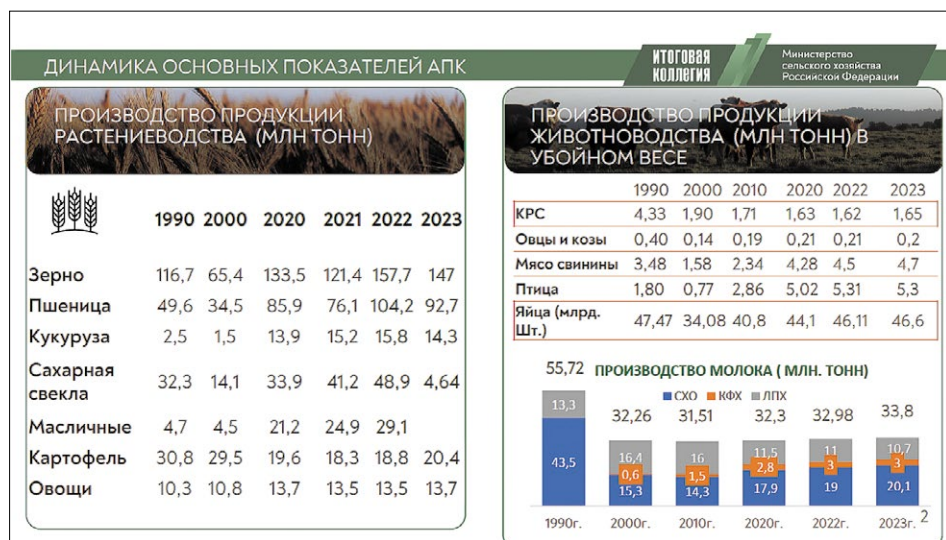 ДИНАМИКА ОСНОВНЫХ ПОКАЗАТЕЛЕЙ АПК
ИТОГОВАЯ
КОЛЛЕГИЯ
Министерство
сельского хозяйства
Российской Федерации
ПРОИЗВОДСТВО ПРОДУКЦИИ
РАСТЕНИЕВОДСТВА (МЛН ТОНН)
1990 2000 2020 2021 2022 2023
Зерно 116,7 65,4 133,5 121,4 157,7 147
Пшеница 49,6 34,5 85,9 76,1 104,2 92,7
Кукуруза 2,5 1,5 13,9 15,2 15,8 14,3
Сахарная
свекла 32,3 14,1 33,9 41,2 48,9 4,64
Масличные 4,7 4,5 21,2 24,9 29,1
Картофель 30,8 29,5 19,6 18,3 18,8 20,4
Овощи 10,3 10,8 13,7 13,5 13,5 13,7
ПРОИЗВОДСТВО ПРОДУКЦИИ
ЖИВОТНОВОДСТВА (МЛН ТОНН) В
УБОЙНОМ ВЕСЕ
1990 2000 2010 2020 2022 2023
КРС 4,33 1,90 1,71 1,63 1,62 1,65
Овцы и козы 0,40 0,14 0,19 0,21 0,21 0,2
Мясо свинины 3,48 1,58 2,34 4,28 4,5 4,7
Птица 1,80 0,77 2,86 5,02 5,31 5,3
Яйца (млрд.
Шт.) 47,47 34,08 40,8 44,1 46,11 46,6
ПРОИЗВОДСТВО МОЛОКА ( МЛН. ТОНН)
СХО КФХ ЛПХ
55,72 32,26 31,51 32,3 32,98 33,8
13,3 16,4 16 11,5 11 10,7
0,6 1,5 2,8 3 3
43,5 15,3 14,3 17,9 19 20,1
1990г. 2000г. 2010г. 2020г. 2022г. 2023г.
2